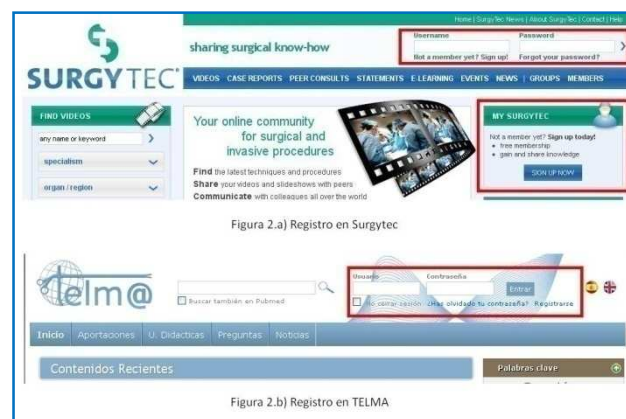 Home | SurgyTec News | About SurgyTec | Contact | Help
Username Password
sharing surgical know-how
Not a member yet? Sign up! Forgot your password?
SURGYTEC
VIDEOS CASE REPORTS PEER CONSULTS STATEMENTS E-LEARNING EVENTS NEWS | GROUPS MEMBERS
FIND VIDEOS
any name or keyword
specialism
organ / region
Your online community
for surgical and
invasive procedures
Find the latest techniques and procedures
Share your videos and slideshows with peers
Communicate with colleagues all over the world
MY SURGYTEC
Not a member yet? Sign up today!
free membership
gain and share knowledge
SIGN UP NOW
Figura 2.a) Registro en Surgytec
telm@
Usuario Contraseña
Entrar
Buscar también en Pubmed
No cerrar sesión ¿Has olvidado tu contraseña? Registrarse
Inicio Aportaciones U. Didacticas Preguntas Noticias
Contenidos Recientes
Palabras clave
Figura 2.b) Registro en TELMA